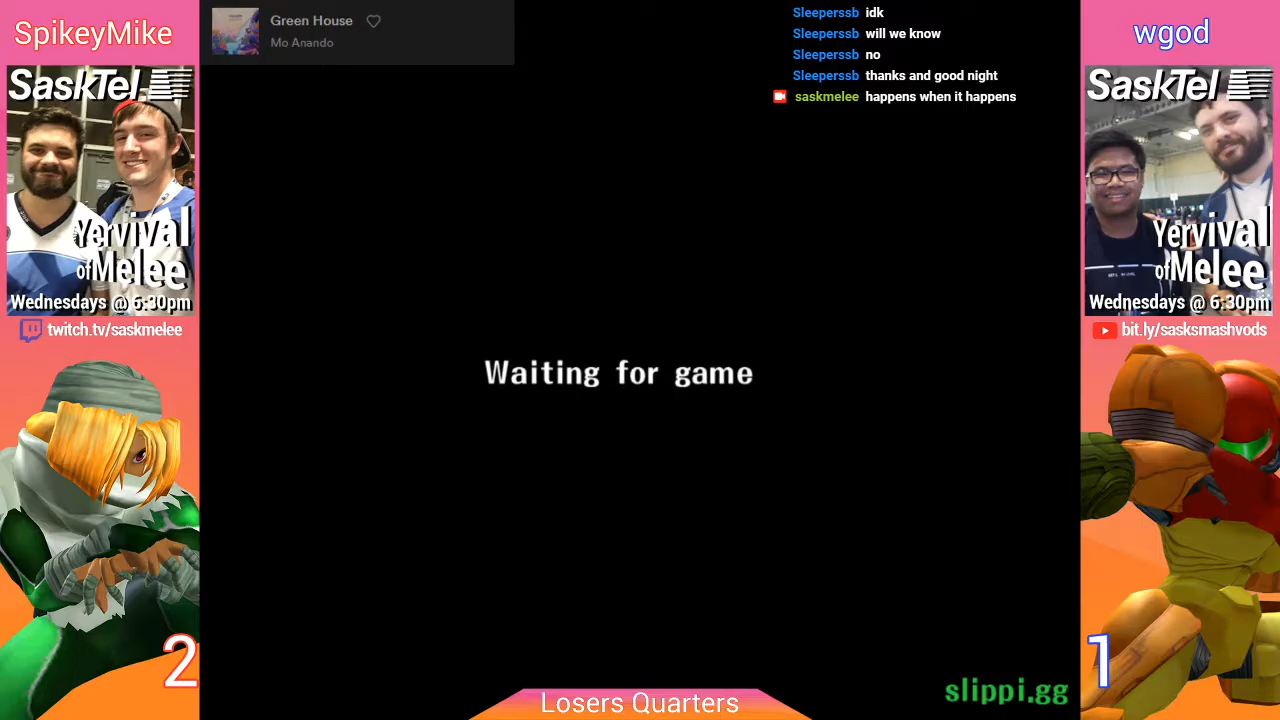 SpikeyMike
SaskTel
Yervival
of Melee
Wednesdays @ 6:30pm
twitch.tv/saskmelee
2
Green House
Mo Anando
Sleeperssb idk
Sleeperssb will we know
Sleeperssb no
Sleeperssb thanks and good night
saskmelee happens when it happens
Waiting for game
Losers Quarters
slippi.gg
wgod
SaskTel
Yervival
of Melee
Wednesdays @ 6:30pm
bit.ly/sasksmashvods
1